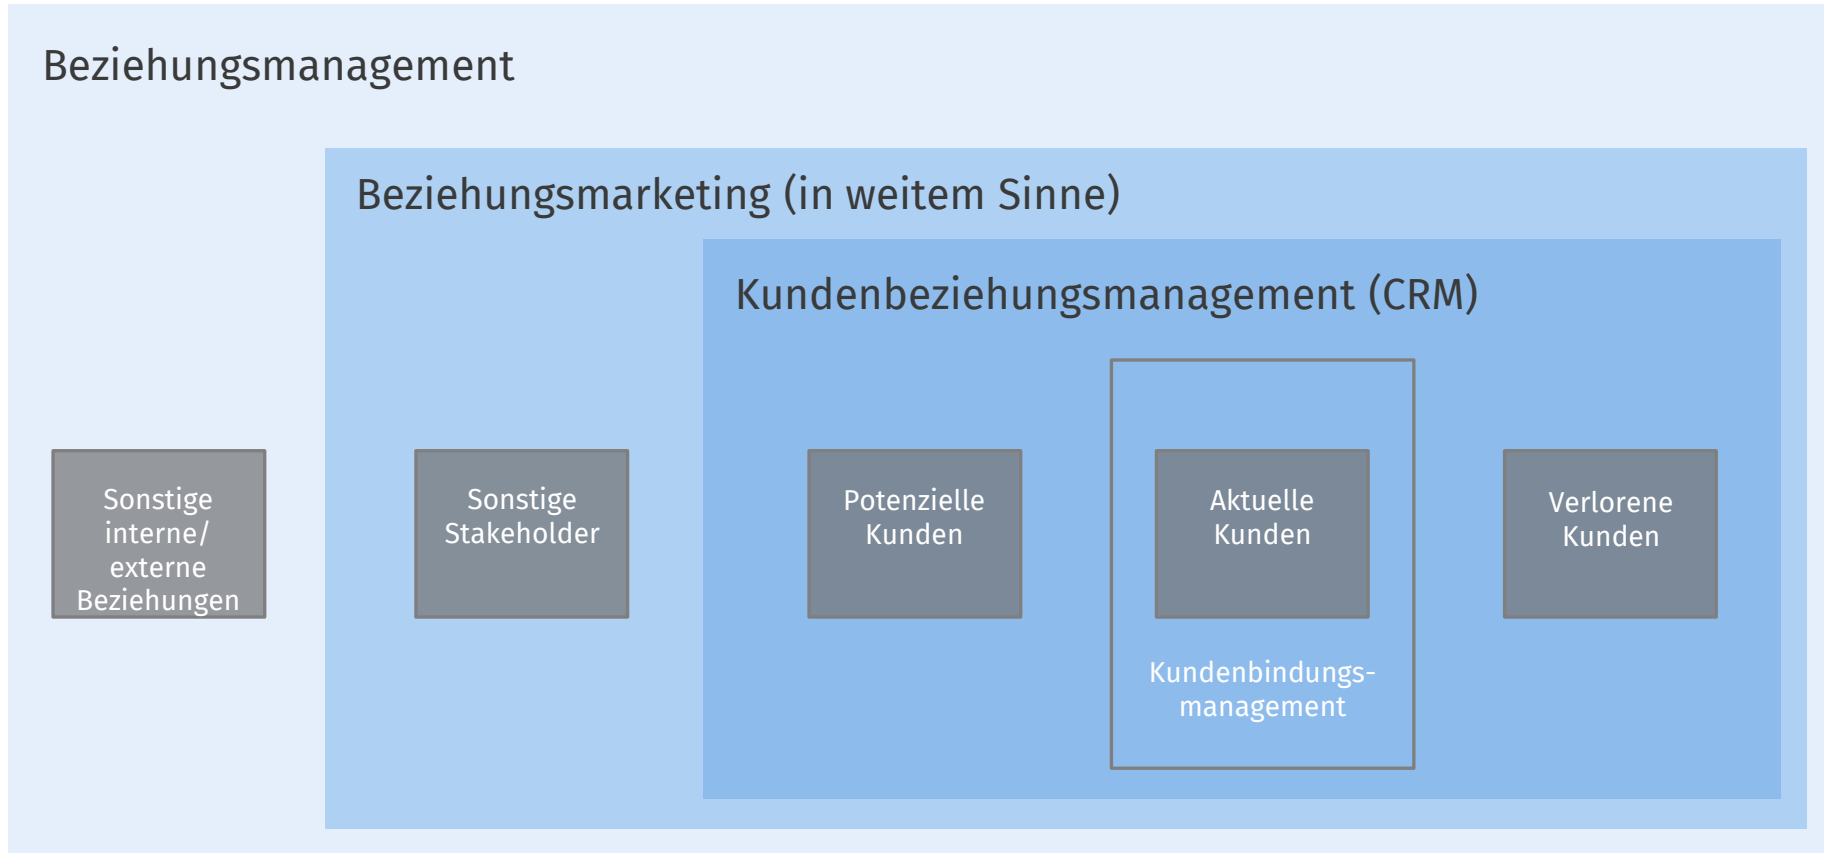 Beziehungsmanagement
Beziehungsmarketing (in weitem Sinne)
Kundenbeziehungsmanagement (CRM)
Sonstige
interne/
externe
Beziehungen
Sonstige
Stakeholder
Potenzielle
Kunden
Aktuelle
Kunden
Kundenbindungs-
management
Verlorene
Kunden